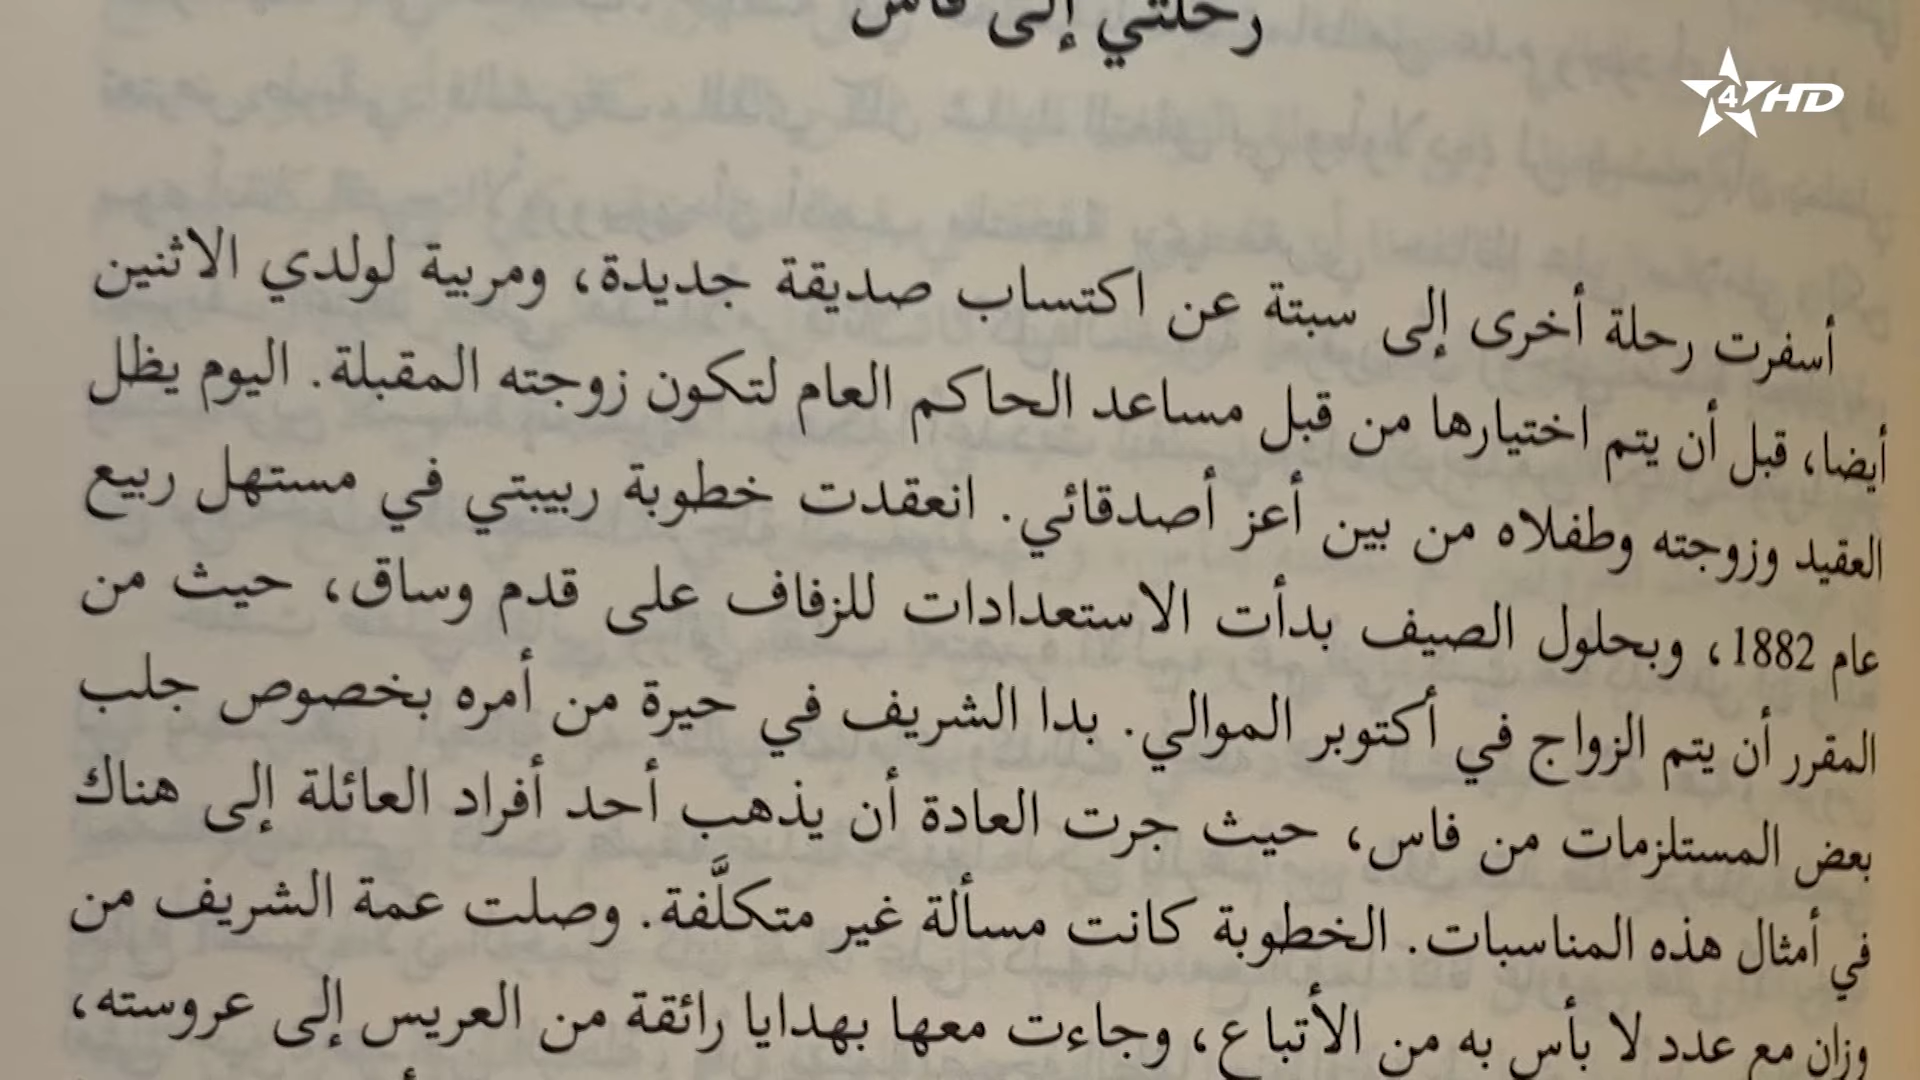 رحلتي إلى فاس
4 HD
أسفرت رحلة أخرى إلى سبتة عن اكتساب صديقة جديدة، ومربية لولدي الاثنين
أيضا، قبل أن يتم اختيارها من قبل مساعد الحاكم العام لتكون زوجته المقبلة. اليوم يظل
العقيد وزوجته وطفلاه من بين أعز أصدقائي. انعقدت خطوبة ربيبتي في مستهل ربيع
عام 1882، وبحلول الصيف بدأت الاستعدادات للزفاف على قدم وساق، حيث من
المقرر أن يتم الزواج في أكتوبر الموالي. بدا الشريف في حيرة من أمره بخصوص جلب
بعض المستلزمات من فاس، حيث جرت العادة أن يذهب أحد أفراد العائلة إلى هناك
في أمثال هذه المناسبات. الخطوبة كانت مسألة غير متكلَّفة. وصلت عمة الشريف من
وزان مع عدد لا بأس به من الأتباع، وجاءت معها بهدايا رائقة من العريس إلى عروسته،